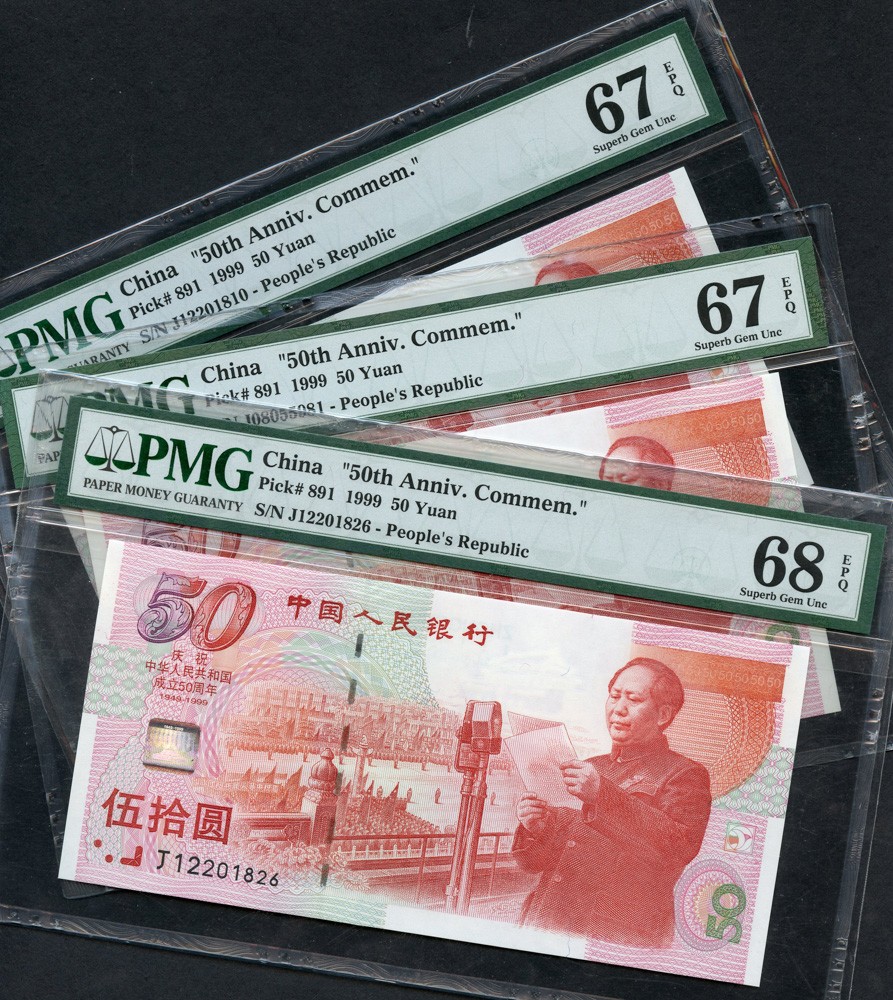 67 EPQ
Superb Gem Unc
PMG
China "50th Anniv. Commem."
Pick# 891 1999 50 Yuan
S/N J12201810 - People's Republic
67 EPQ
Superb Gem Unc
PMG
China "50th Anniv. Commem."
Pick# 891 1999 50 Yuan
- People's Republic
PMG
PAPER MONEY GUARANTY
China "50th Anniv. Commem."
Pick# 891 1999 50 Yuan
S/N J12201826 - People's Republic
68 EPQ
Superb Gem Unc
50
中国人民银行
庆祝
中华人民共和国
成立50周年
1949-1999
伍拾圆
J12201826
50